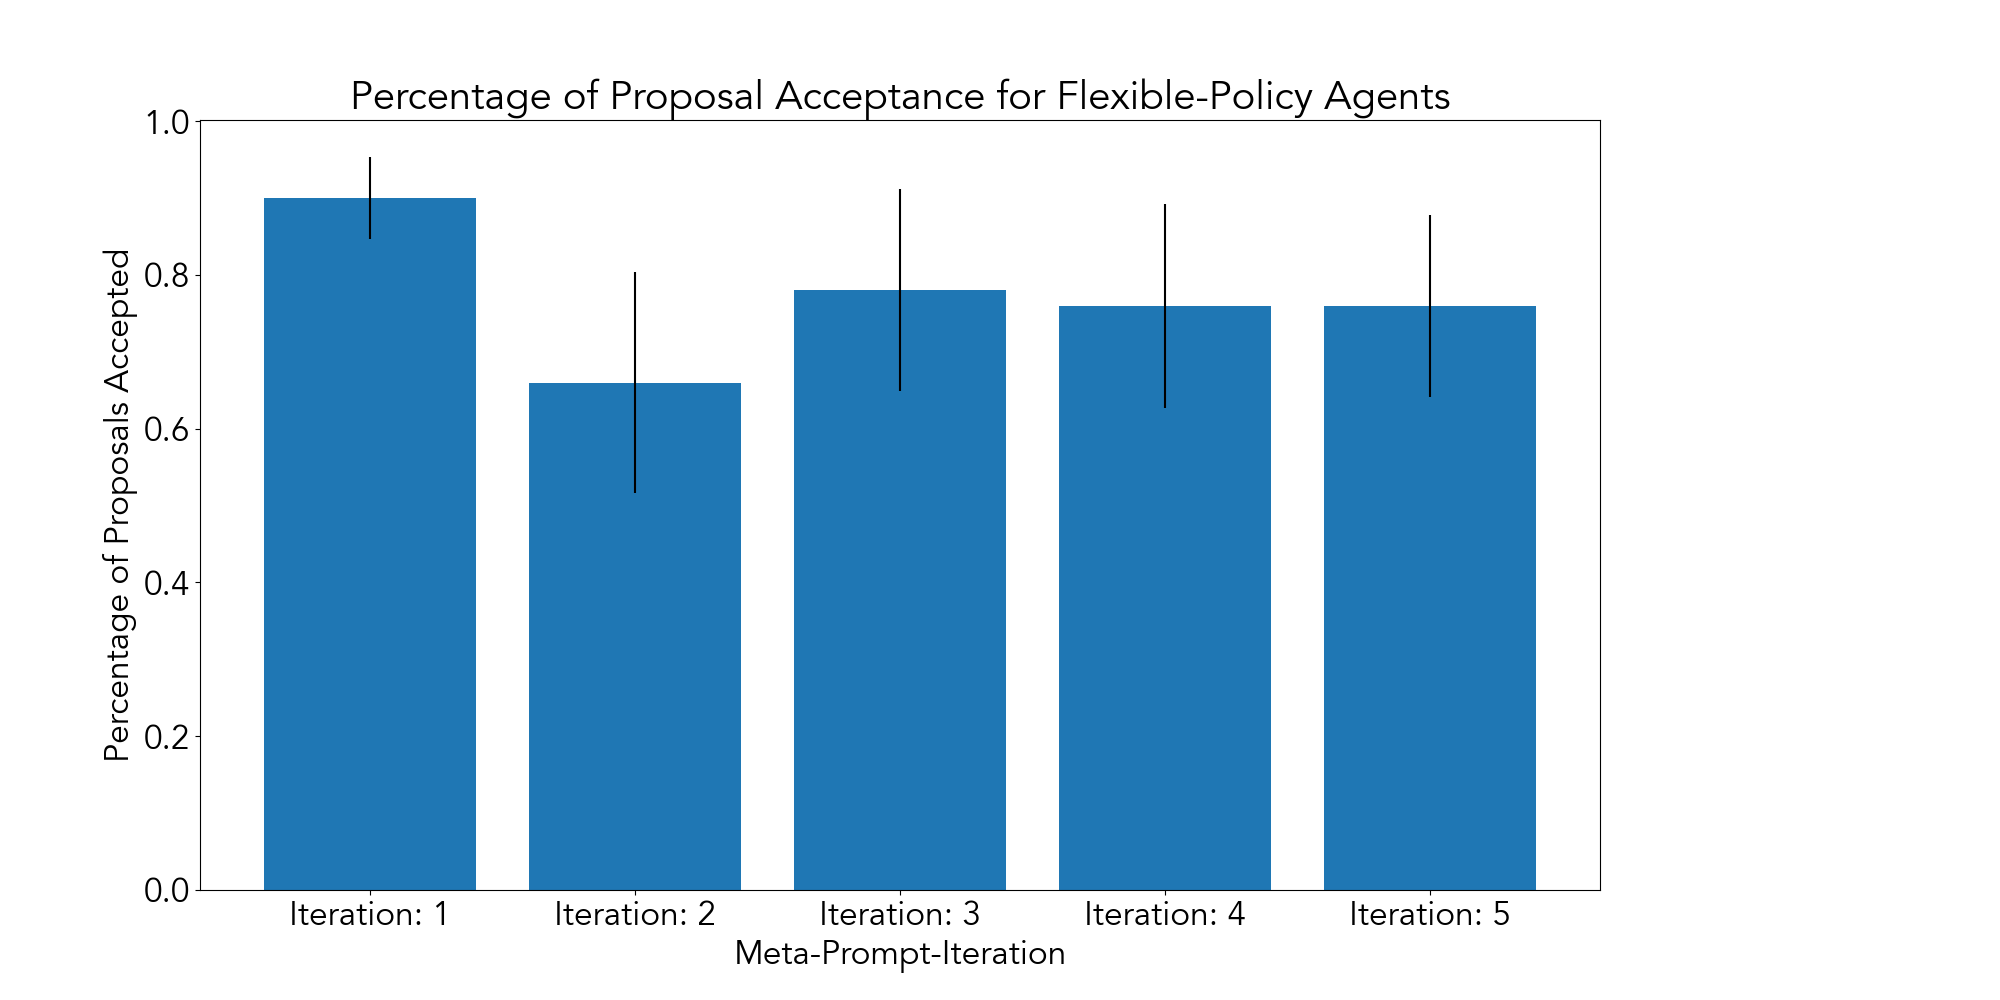 Percentage of Proposal Acceptance for Flexible-Policy Agents
Percentage of Proposals Accepted
1.0
0.8
0.6
0.4
0.2
0.0
Iteration: 1
Iteration: 2
Iteration: 3
Iteration: 4
Iteration: 5
Meta-Prompt-Iteration